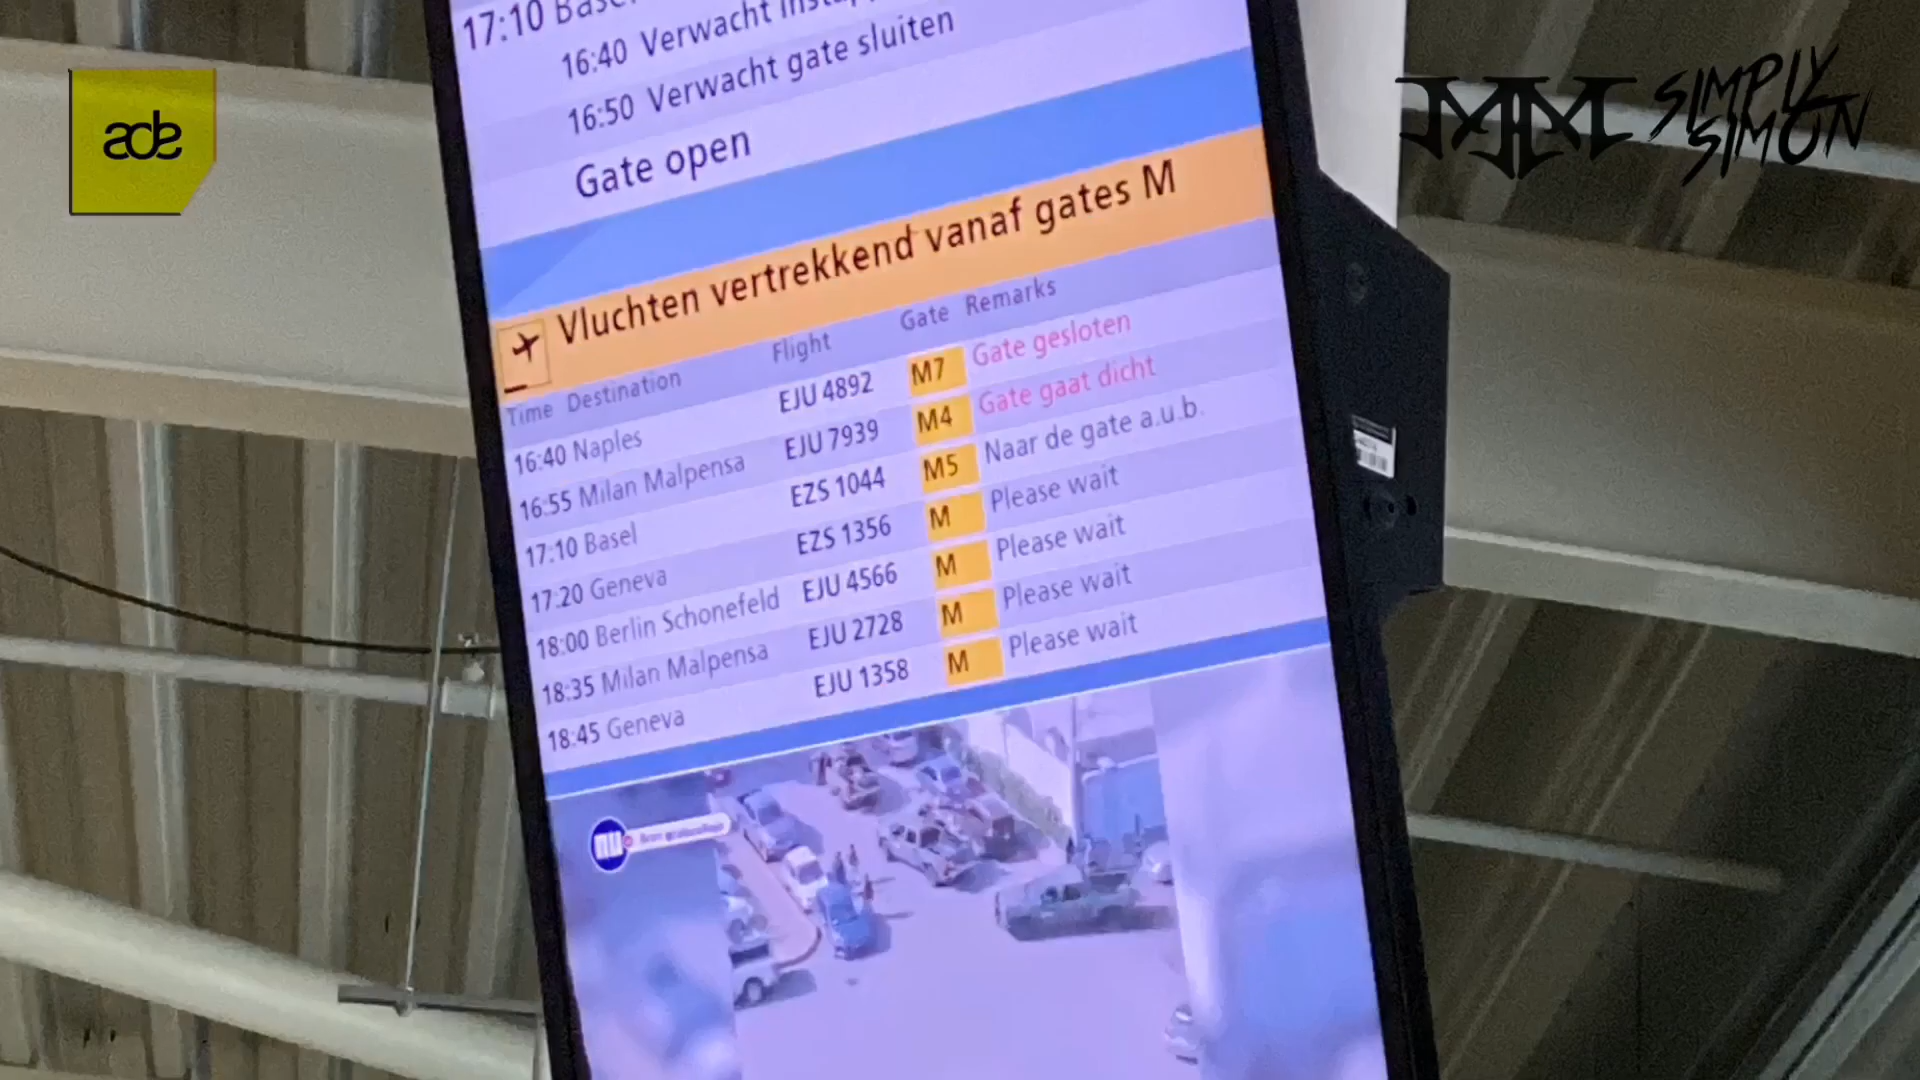 ade
SIMPLY
SIMON
17:10 Basel
16:40 Verwacht
16:50 Verwacht gate sluiten
Gate open
Vluchten vertrekkend vanaf gates M
Time Destination Flight Gate Remarks
16:40 Naples EJU 4892 M7 Gate gesloten
16:55 Milan Malpensa EJU 7939 M4 Gate gaat dicht
17:10 Basel EZS 1044 M5 Naar de gate a.u.b.
17:20 Geneva EZS 1356 M Please wait
18:00 Berlin Schonefeld EJU 4566 M Please wait
18:35 Milan Malpensa EJU 2728 M Please wait
18:45 Geneva EJU 1358 M Please wait
nu